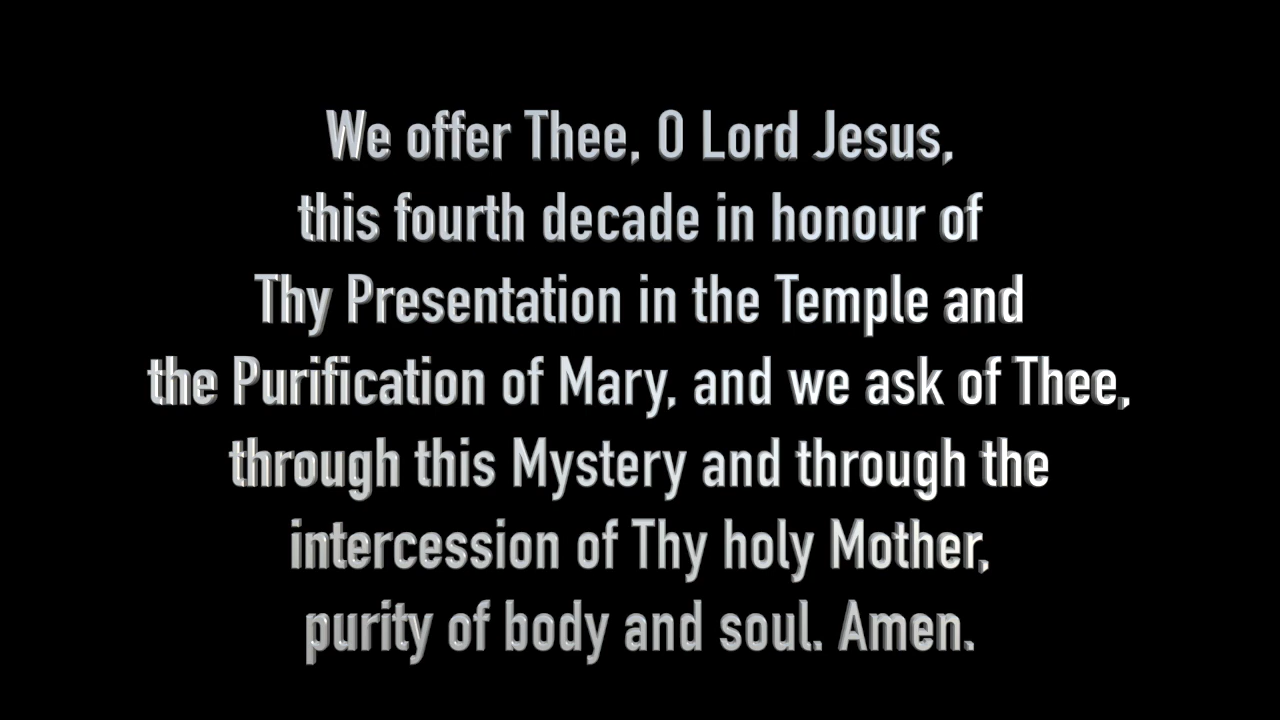 We offer Thee, O Lord Jesus,
this fourth decade in honour of
Thy Presentation in the Temple and
the Purification of Mary, and we ask of Thee,
through this Mystery and through the
intercession of Thy holy Mother,
purity of body and soul. Amen.